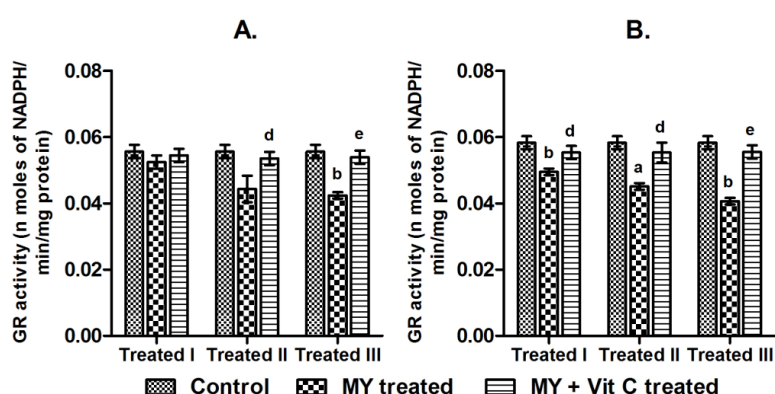 A.
GR activity (n moles of NADPH/
min/mg protein)
0.08
0.06
0.04
0.02
0.00
d
e
b
Treated I Treated II Treated III
B.
GR activity (n moles of NADPH/
min/mg protein)
0.08
0.06
0.04
0.02
0.00
b
d
a
d
b
e
Treated I Treated II Treated III
Control MY treated MY + Vit C treated